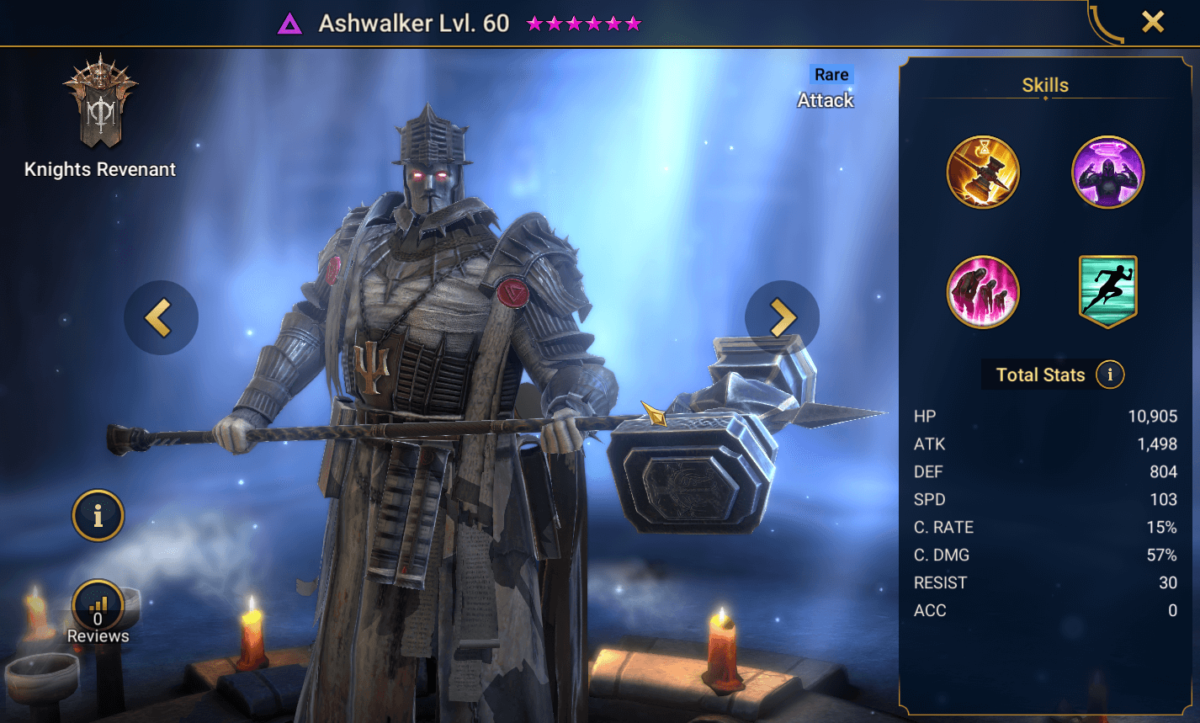 Ashwalker Lvl. 60
Knights Revenant
Rare
Attack
Skills
Total Stats
HP 10,905
ATK 1,498
DEF 804
SPD 103
C. RATE 15%
C. DMG 57%
RESIST 30
ACC 0
i
i
0
Reviews